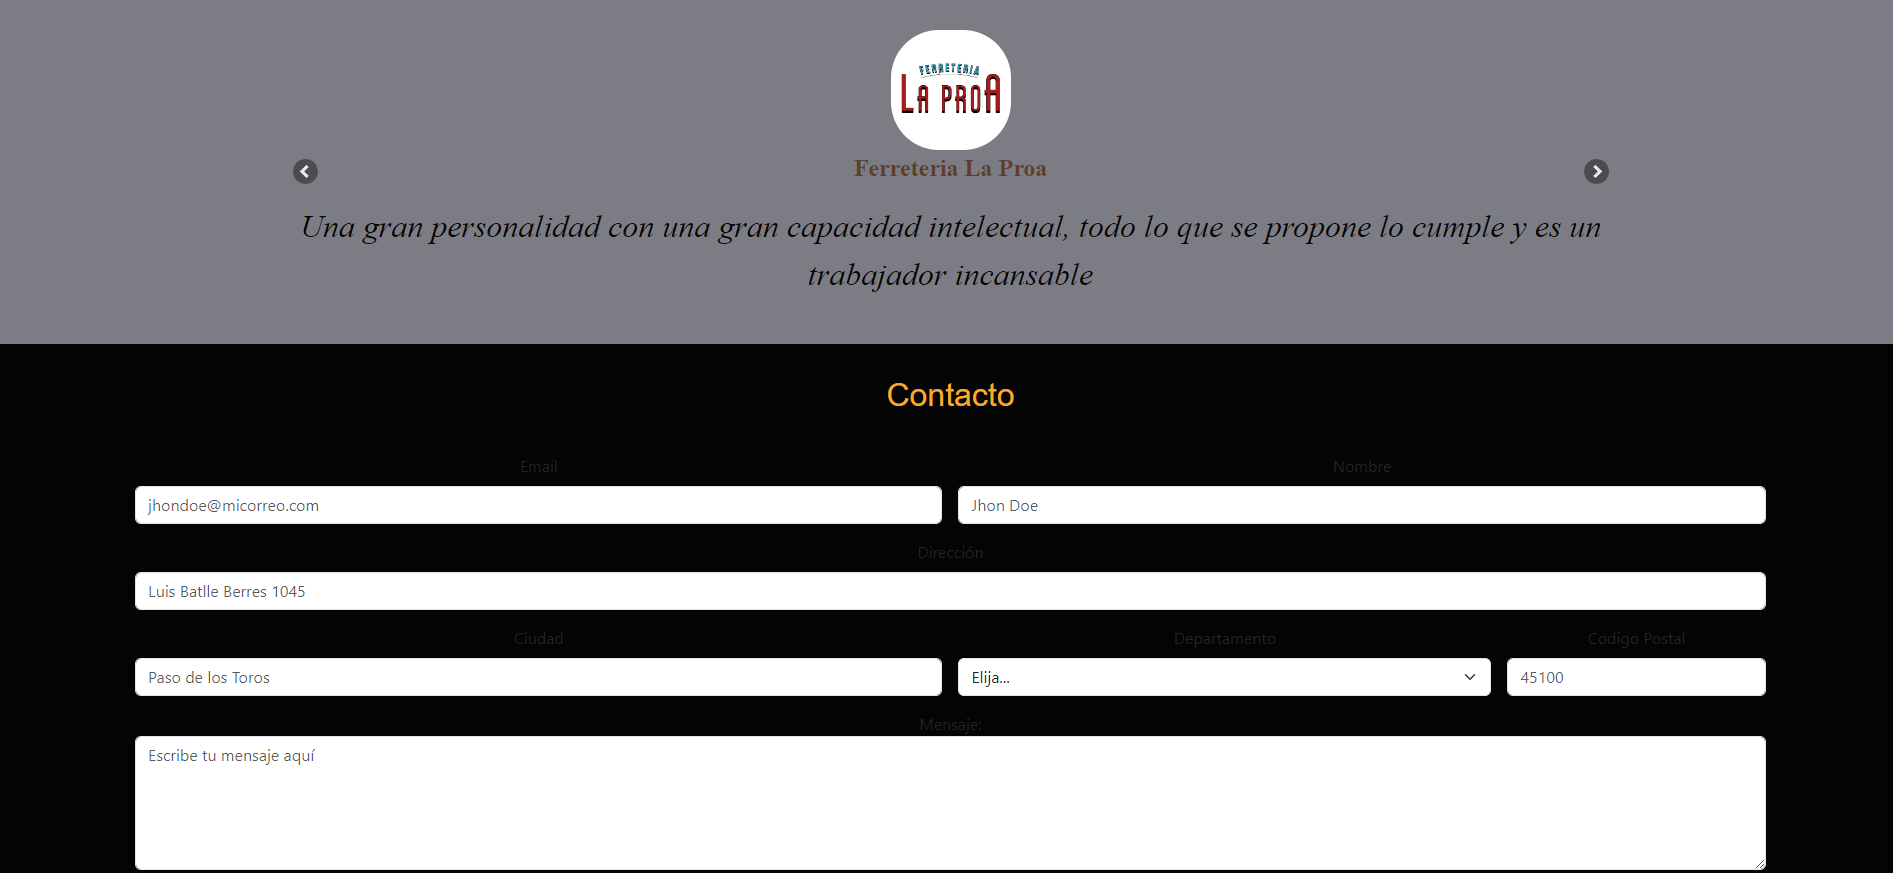 FERRETERIA
LA PROA
Ferreteria La Proa
Una gran personalidad con una gran capacidad intelectual, todo lo que se propone lo cumple y es un
trabajador incansable
Contacto
Email Nombre
jhondoe@micorreo.com Jhon Doe
Dirección
Luis Batlle Berres 1045
Ciudad Departamento Codigo Postal
Paso de los Toros Elija... 45100
Mensaje:
Escribe tu mensaje aquí